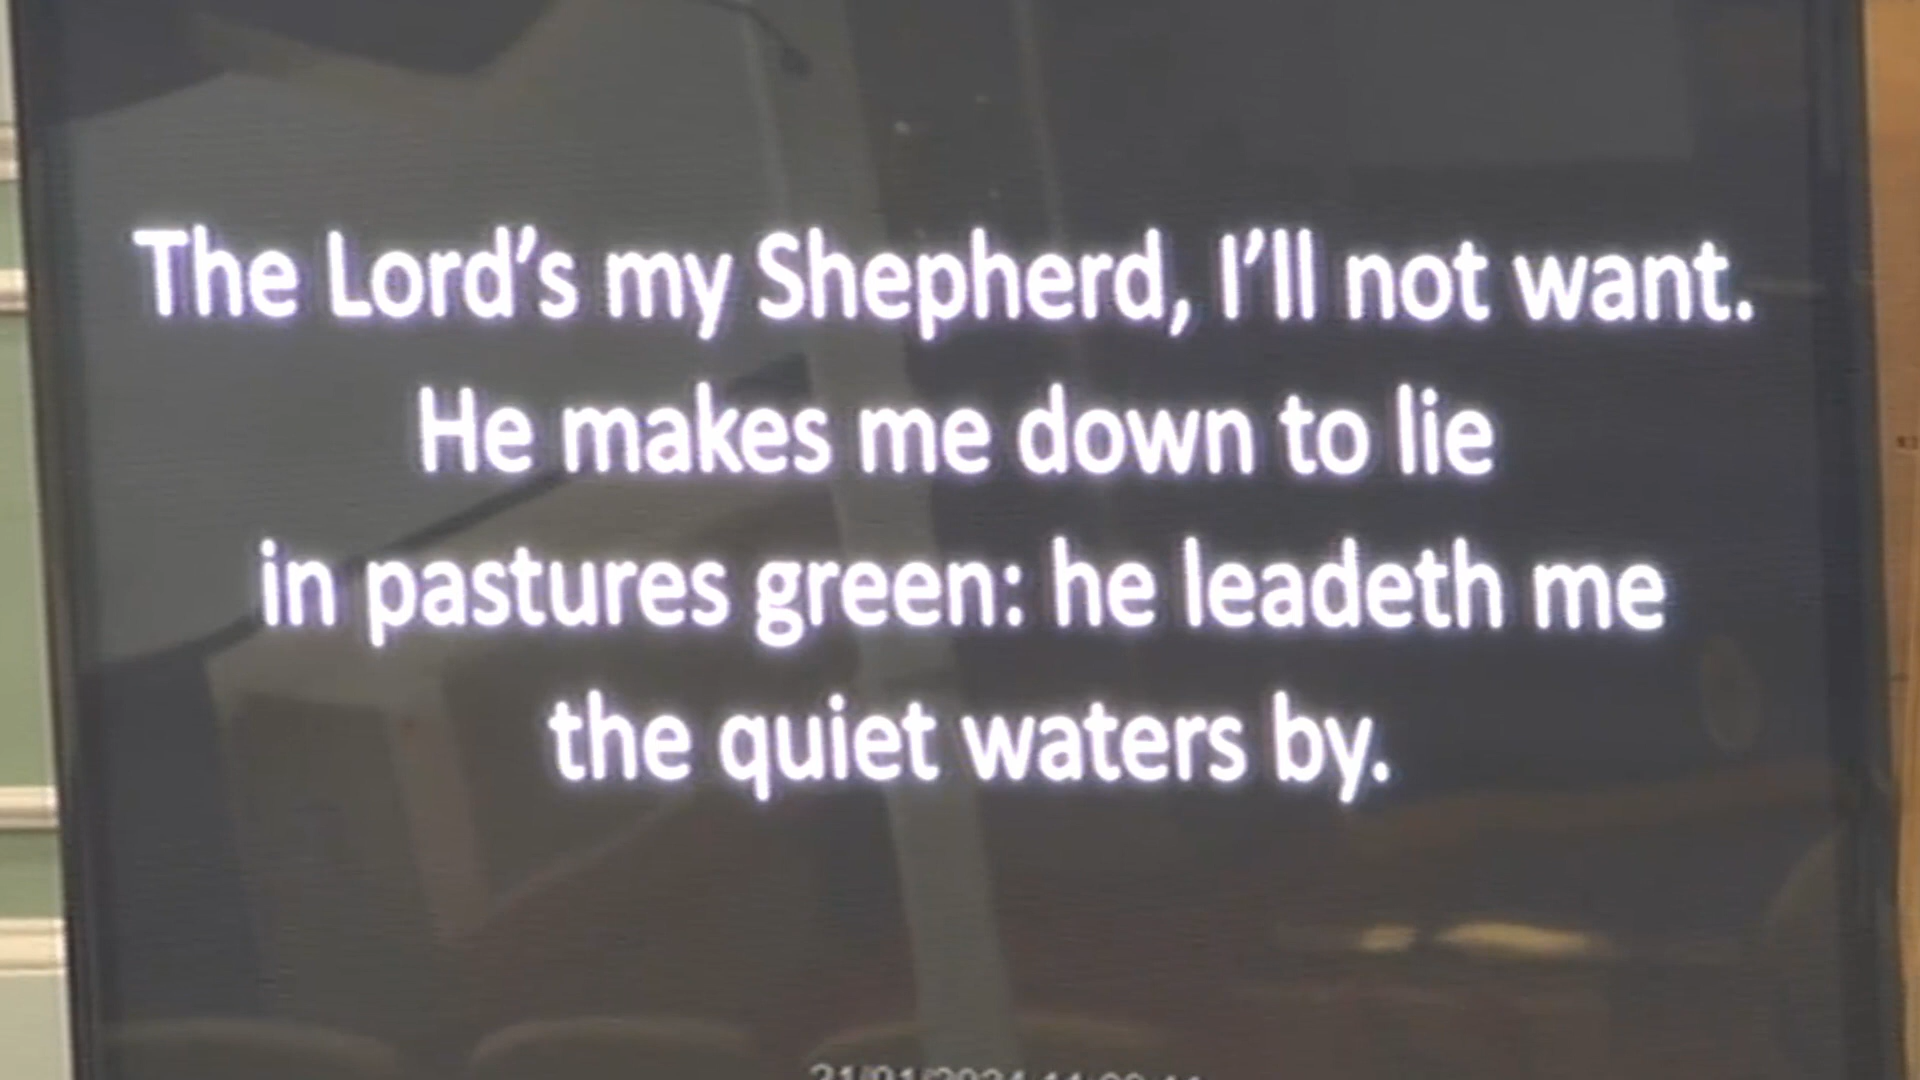 The Lord’s my Shepherd, I’ll not want.
He makes me down to lie
in pastures green: he leadeth me
the quiet waters by.